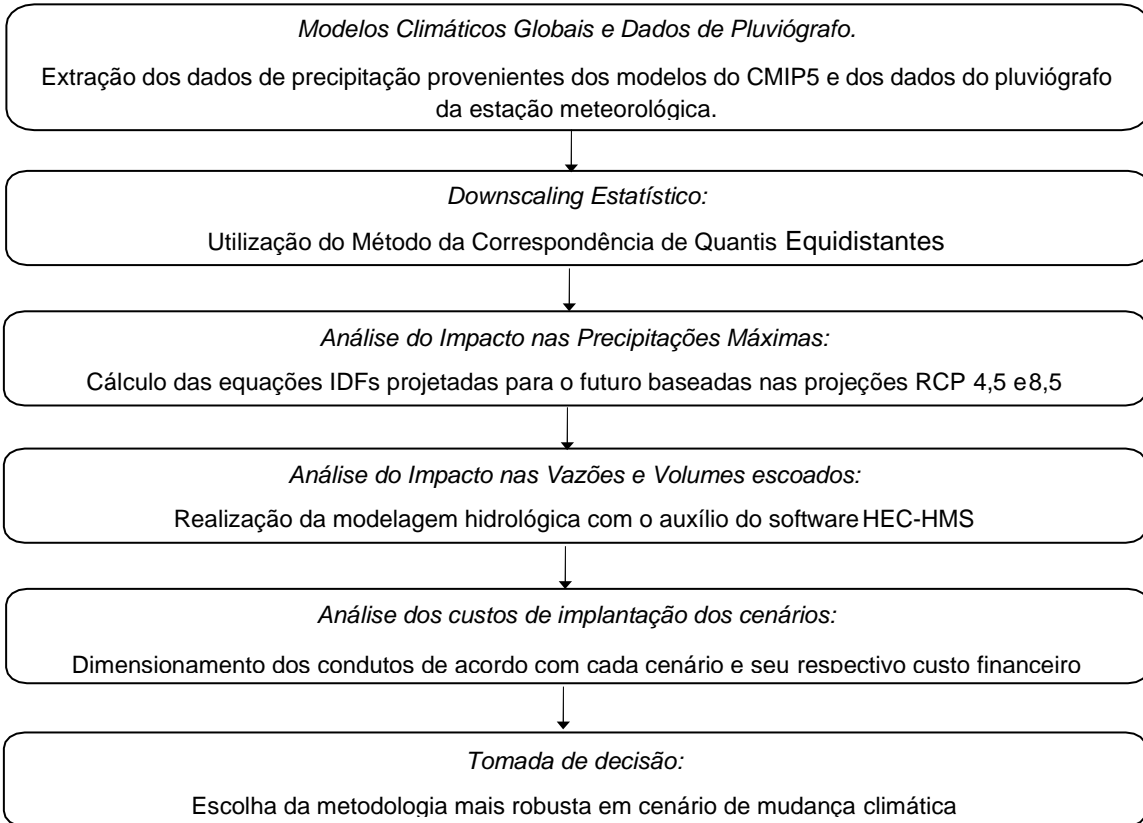 Modelos Climáticos Globais e Dados de Pluviógrafo.
Extração dos dados de precipitação provenientes dos modelos do CMIP5 e dos dados do pluviógrafo
da estação meteorológica.
Downscaling Estatístico:
Utilização do Método da Correspondência de Quantis Equidistantes
Análise do Impacto nas Precipitações Máximas:
Cálculo das equações IDFs projetadas para o futuro baseadas nas projeções RCP 4,5 e8,5
Análise do Impacto nas Vazões e Volumes escoados:
Realização da modelagem hidrológica com o auxílio do software HEC-HMS
Análise dos custos de implantação dos cenários:
Dimensionamento dos condutos de acordo com cada cenário e seu respectivo custo financeiro
Tomada de decisão:
Escolha da metodologia mais robusta em cenário de mudança climática